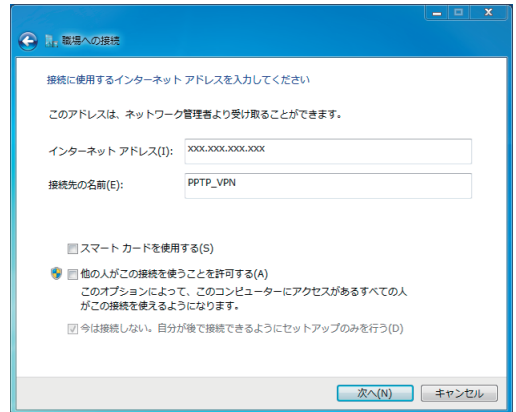 職場への接続
接続に使用するインターネット アドレスを入力してください
このアドレスは、ネットワーク管理者より受け取ることができます。
インターネット アドレス(I): xxx.xxx.xxx.xxx
接続先の名前(E): PPTP_VPN
スマート カードを使用する(S)
他の人がこの接続を使うことを許可する(A)
このオプションによって、このコンピューターにアクセスがあるすべての人
がこの接続を使えるようになります。
今は接続しない。自分が後で接続できるようにセットアップのみを行う(D)
次へ(N) キャンセル